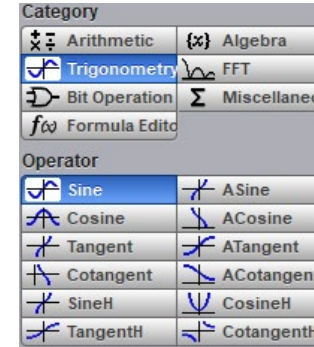 Category
Arithmetic {x} Algebra
Trigonometry FFT
Bit Operation Σ Miscellaneo
fω Formula Edito
Operator
Sine ASine
Cosine ACosine
Tangent ATangent
Cotangent ACotangen
SineH CosineH
TangentH CotangentH